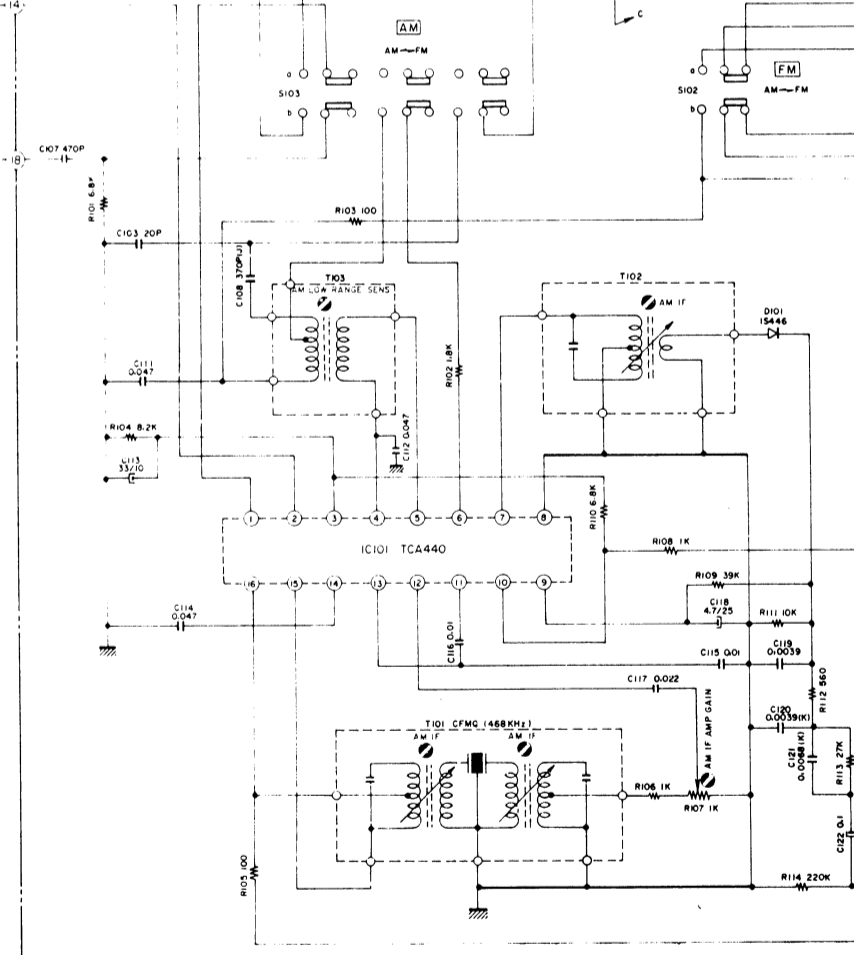 14
C
AM
AM—FM
a
S103
b
a
S102
b
FM
AM—FM
18
C107 470P
R101 6.8K
R103 100
C103 20P
C108 370P(J)
T103
AM LOW RANGE SENS
T102
AM IF
D101
1S446
R102 1.8K
C111
0.047
R104 8.2K
C113
33/10
C112 0.047
R110 6.8K
1 2 3 4 5 6 7 8
IC101 TCA440
R108 1K
16 15 14 13 12 11 10 9
R109 39K
C118
4.7/25
R111 10K
C114
0.047
C116 0.01
C115 0.01
C119
0.0039
C117 0.022
R112 560
T101 CFMG (468KHz)
AM IF
AM IF
AM IF AMP GAIN
C120
0.0039(K)
C121
0.0068(K)
R113 27K
R106 1K
R107 1K
C122 0.1
R105 100
R114 220K